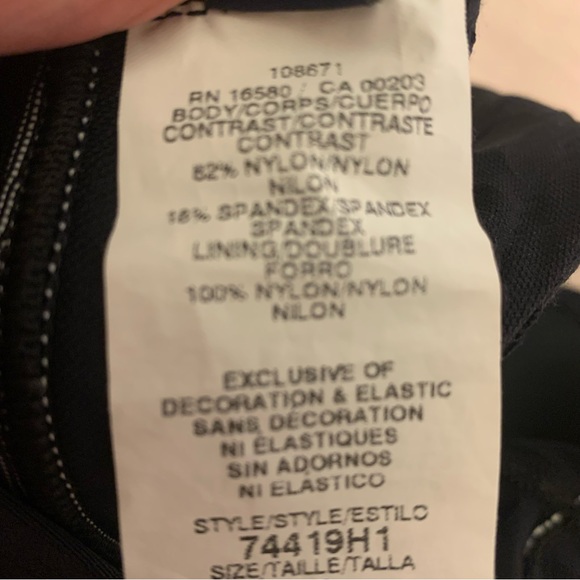 108671
RN 16580 / CA 00203
BODY/CORPS/CUERPO
CONTRAST/CONTRASTE
CONTRAST
82% NYLON/NYLON
NILON
18% SPANDEX/SPANDEX
SPANDEX
LINING/DOUBLURE
FORRO
100% NYLON/NYLON
NILON
EXCLUSIVE OF
DECORATION & ELASTIC
SANS DÉCORATION
NI ÉLASTIQUES
SIN ADORNOS
NI ELASTICO
STYLE/STYLE/ESTILO
74419H1
SIZE/TAILLE/TALLA